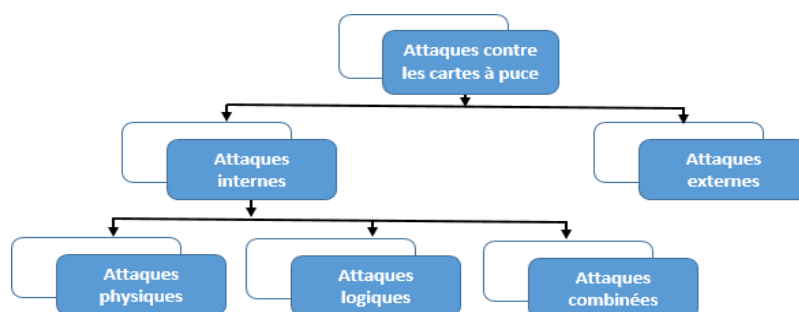 Attaques contre
les cartes à puce
Attaques
internes
Attaques
externes
Attaques
physiques
Attaques
logiques
Attaques
combinées